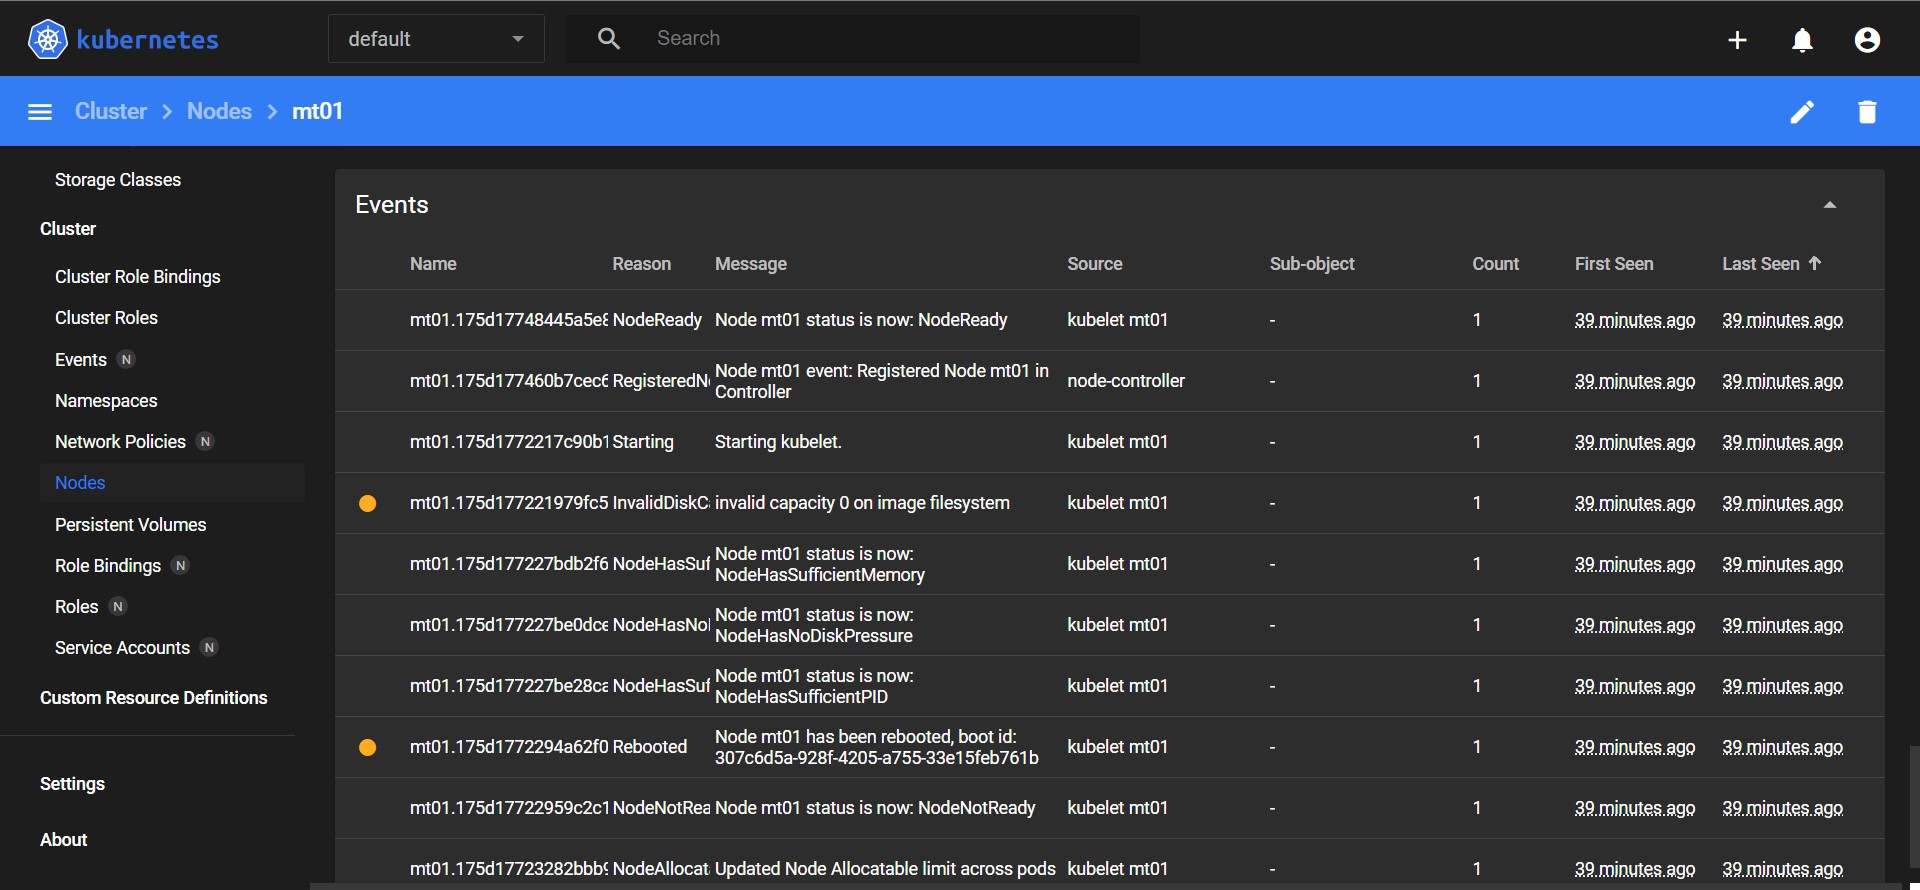 kubernetes
default
Search
Cluster > Nodes > mt01
Storage Classes
Cluster
Cluster Role Bindings
Cluster Roles
Events N
Namespaces
Network Policies N
Nodes
Persistent Volumes
Role Bindings N
Roles N
Service Accounts N
Custom Resource Definitions
Settings
About
Events
Name Reason Message Source Sub-object Count First Seen Last Seen
mt01.175d17748445a5e8 NodeReady Node mt01 status is now: NodeReady kubelet mt01 - 1 39 minutes ago 39 minutes ago
mt01.175d177460b7cec6 RegisteredN Node mt01 event: Registered Node mt01 in
Controller node-controller - 1 39 minutes ago 39 minutes ago
mt01.175d1772217c90b1 Starting Starting kubelet. kubelet mt01 - 1 39 minutes ago 39 minutes ago
mt01.175d177221979fc5 InvalidDiskC invalid capacity 0 on image filesystem kubelet mt01 - 1 39 minutes ago 39 minutes ago
mt01.175d177227bdb2f6 NodeHasSuf Node mt01 status is now:
NodeHasSufficientMemory kubelet mt01 - 1 39 minutes ago 39 minutes ago
mt01.175d177227be0dce NodeHasNo Node mt01 status is now:
NodeHasNoDiskPressure kubelet mt01 - 1 39 minutes ago 39 minutes ago
mt01.175d177227be28ca NodeHasSuf Node mt01 status is now:
NodeHasSufficientPID kubelet mt01 - 1 39 minutes ago 39 minutes ago
mt01.175d1772294a62f0 Rebooted Node mt01 has been rebooted, boot id:
307c6d5a-928f-4205-a755-33e15feb761b kubelet mt01 - 1 39 minutes ago 39 minutes ago
mt01.175d17722959c2c1 NodeNotRea Node mt01 status is now: NodeNotReady kubelet mt01 - 1 39 minutes ago 39 minutes ago
mt01.175d17723282bbb9 NodeAllocat Updated Node Allocatable limit across pods kubelet mt01 - 1 39 minutes ago 39 minutes ago